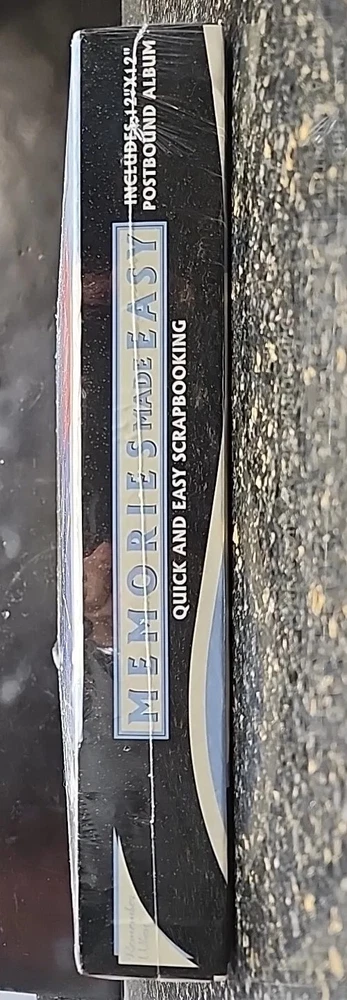 MEMORIES MADE EASY
QUICK AND EASY SCRAPBOOKING
INCLUDES 12"X12"
POSTBOUND ALBUM